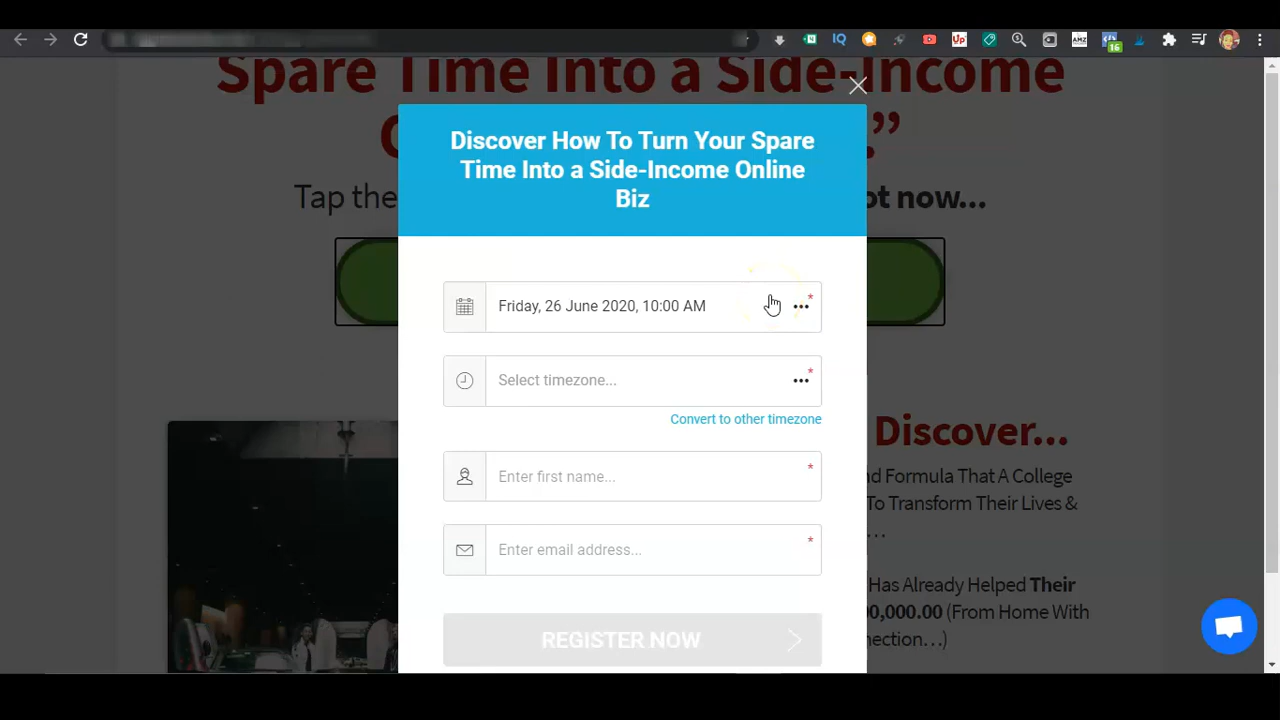 16
Spare Time Into a Side-Income
Discover How To Turn Your Spare
Time Into a Side-Income Online
Biz
Tap the
ot now...
Friday, 26 June 2020, 10:00 AM
*
Select timezone...
*
Convert to other timezone
Enter first name...
*
Enter email address...
*
REGISTER NOW
Discover...
nd Formula That A College
To Transform Their Lives &
...
Has Already Helped Their
00,000.00 (From Home With
nection...)